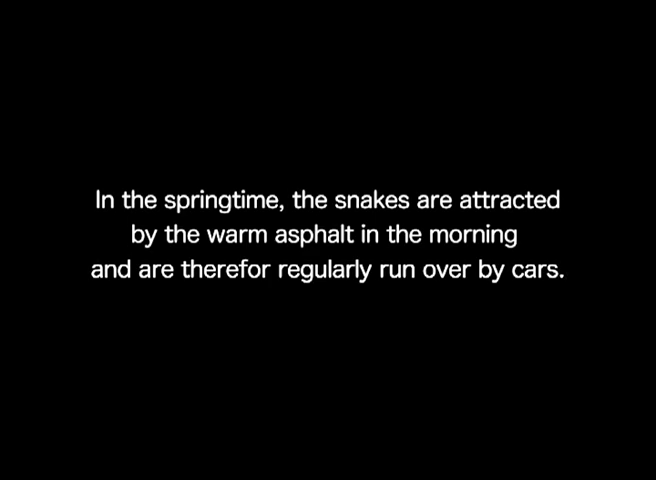 In the springtime, the snakes are attracted
by the warm asphalt in the morning
and are therefor regularly run over by cars.